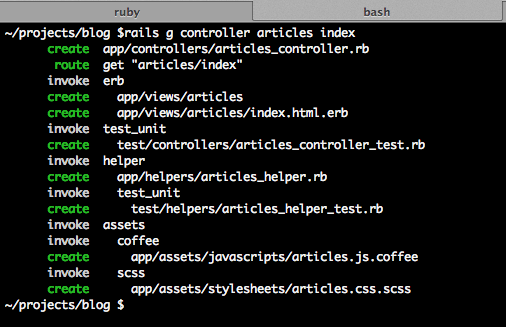 ruby
bash
~/projects/blog $rails g controller articles index
create app/controllers/articles_controller.rb
route get "articles/index"
invoke erb
create app/views/articles
create app/views/articles/index.html.erb
invoke test_unit
create test/controllers/articles_controller_test.rb
invoke helper
create app/helpers/articles_helper.rb
invoke test_unit
create test/helpers/articles_helper_test.rb
invoke assets
invoke coffee
create app/assets/javascripts/articles.js.coffee
invoke scss
create app/assets/stylesheets/articles.css.scss
~/projects/blog $